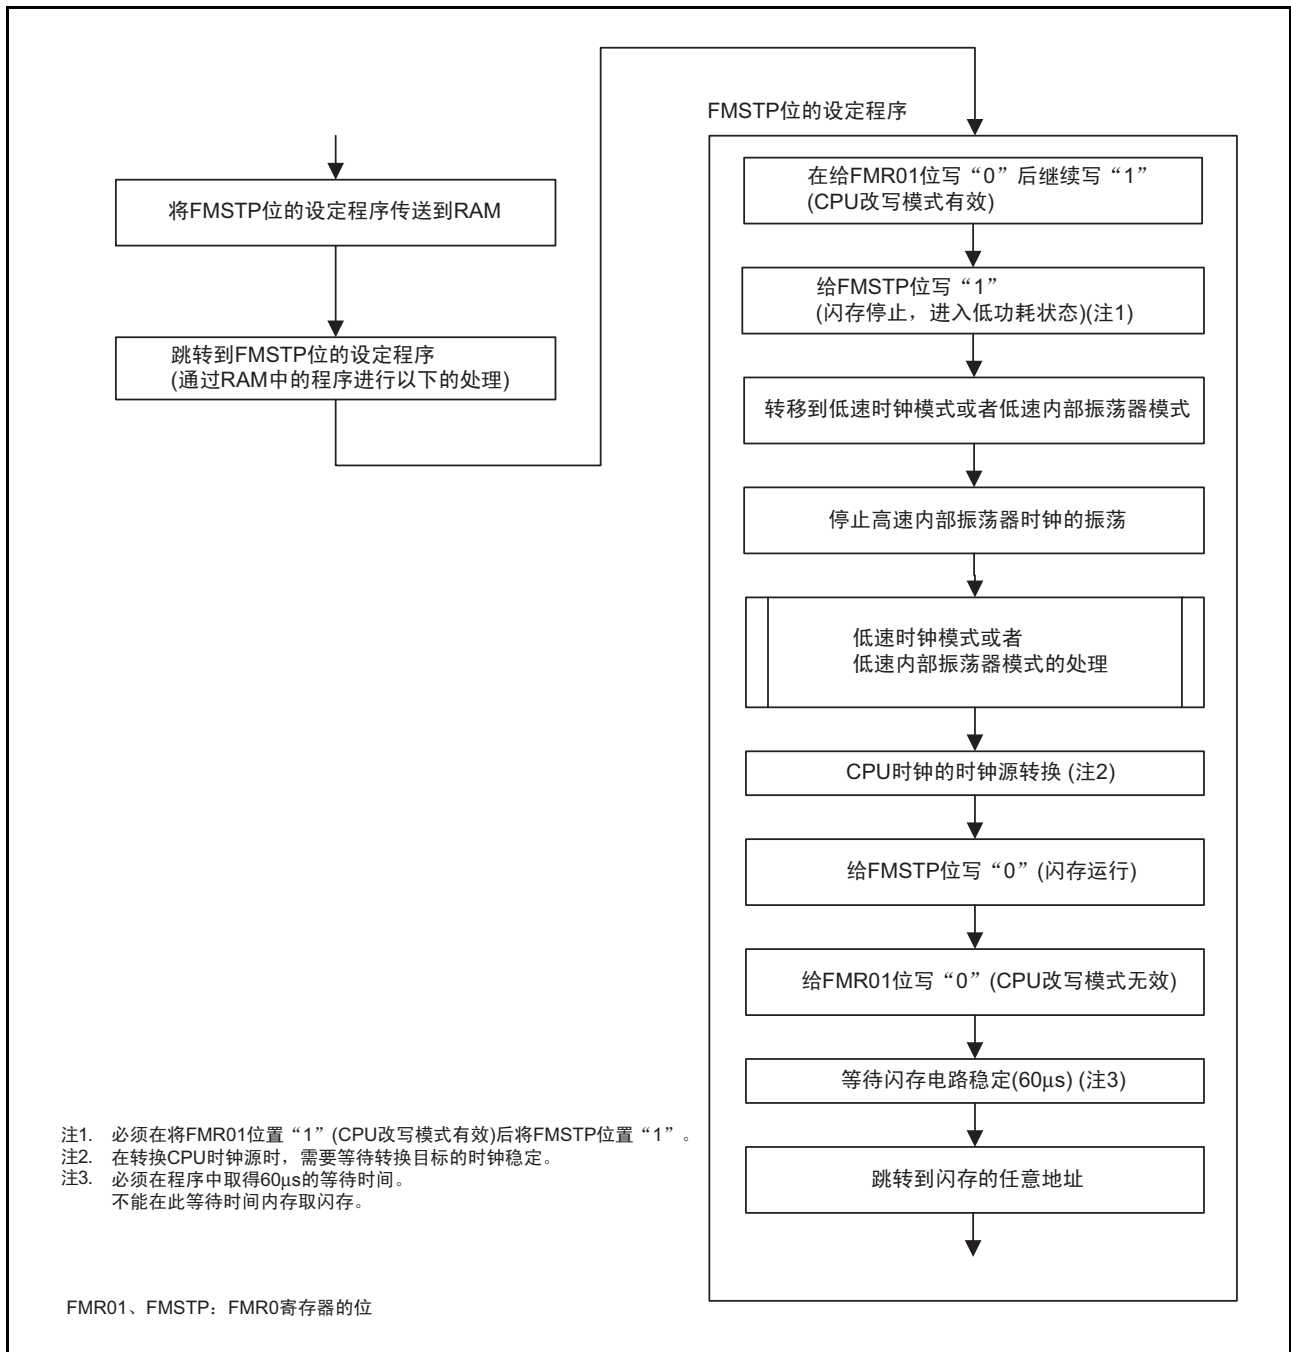 将FMSTP位的设定程序传送到RAM
跳转到FMSTP位的设定程序
(通过RAM中的程序进行以下的处理)
FMSTP位的设定程序
在给FMR01位写“0”后继续写“1”
(CPU改写模式有效)
给FMSTP位写“1”
(闪存停止，进入低功耗状态)(注1)
转移到低速时钟模式或者低速内部振荡器模式
停止高速内部振荡器时钟的振荡
低速时钟模式或者
低速内部振荡器模式的处理
CPU时钟的时钟源转换 (注2)
给FMSTP位写“0”(闪存运行)
给FMR01位写“0”(CPU改写模式无效)
等待闪存电路稳定(60μs) (注3)
跳转到闪存的任意地址
注1. 必须在将FMR01位置“1”(CPU改写模式有效)后将FMSTP位置“1”。
注2. 在转换CPU时钟源时，需要等待转换目标的时钟稳定。
注3. 必须在程序中取得60μs的等待时间。
不能在此等待时间内存取闪存。
FMR01、FMSTP：FMR0寄存器的位